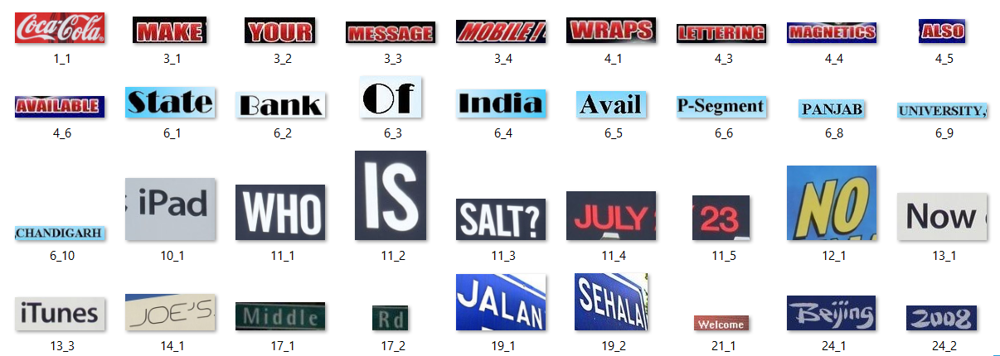 Coca-Cola® MAKE YOUR MESSAGE MOBILE! WRAPS LETTERING MAGNETICS ALSO
1_1 3_1 3_2 3_3 3_4 4_1 4_3 4_4 4_5
AVAILABLE State Bank Of India Avail P-Segment PANJAB UNIVERSITY,
4_6 6_1 6_2 6_3 6_4 6_5 6_6 6_8 6_9
,CHANDIGARH iPad WHO IS SALT? JULY 23 NO Now
6_10 10_1 11_1 11_2 11_3 11_4 11_5 12_1 13_1
iTunes JOE'S Middle Rd JALAN SEHALA Welcome Beijing 2008
13_3 14_1 17_1 17_2 19_1 19_2 21_1 24_1 24_2